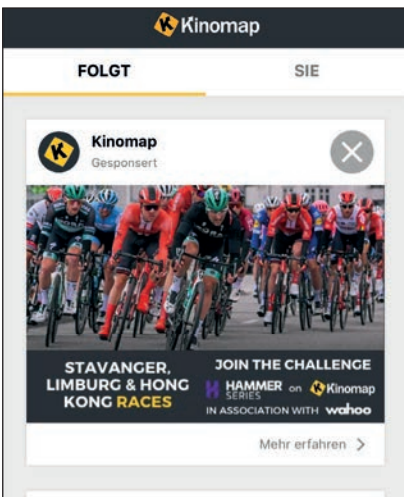 Kinomap
FOLGT SIE
Kinomap
Gesponsert
STAVANGER,
LIMBURG & HONG
KONG RACES
JOIN THE CHALLENGE
HAMMER SERIES on Kinomap
IN ASSOCIATION WITH wahoo
Mehr erfahren >